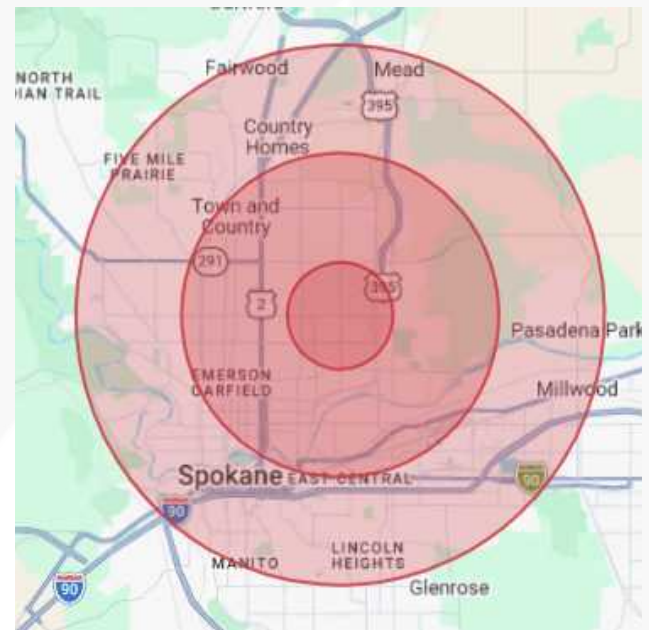 Fairwood
Mead
NORTH
IAN TRAIL
395
Country
Homes
FIVE MILE
PRAIRIE
Town and
Country
291
2
395
Pasadena Park
EMERSON
GARFIELD
Millwood
Spokane
EAST CENTRAL
90
90
MANITO
LINCOLN
HEIGHTS
90
Glenrose